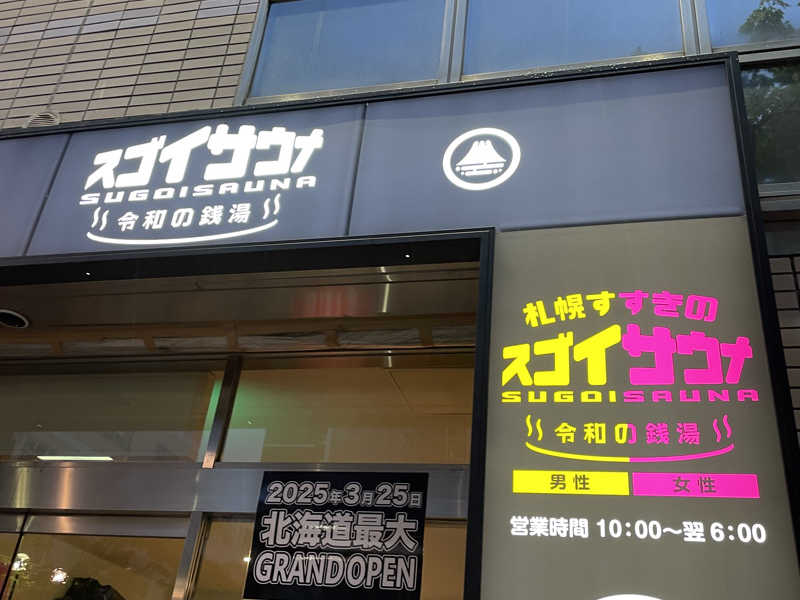 スゴイサウナ
SUGOISAUNA
令和の銭湯
札幌すすきの
スゴイサウナ
SUGOISAUNA
令和の銭湯
男性 女性
営業時間 10:00～翌6:00
2025年3月25日
北海道最大
GRAND OPEN